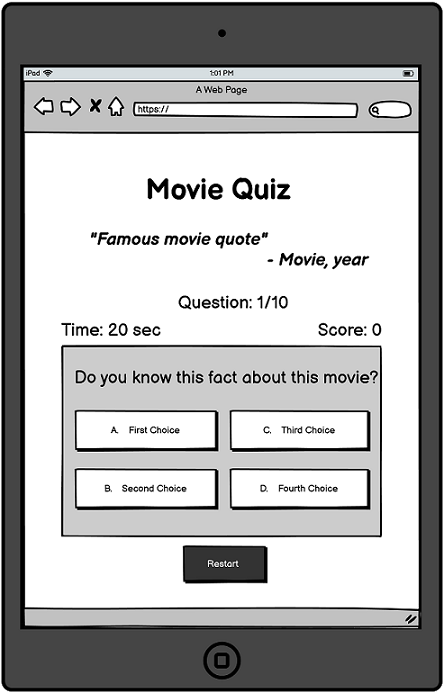 iPad 1:01 PM
A Web Page
https://
Movie Quiz
"Famous movie quote"
- Movie, year
Question: 1/10
Time: 20 sec Score: 0
Do you know this fact about this movie?
A. First Choice C. Third Choice
B. Second Choice D. Fourth Choice
Restart